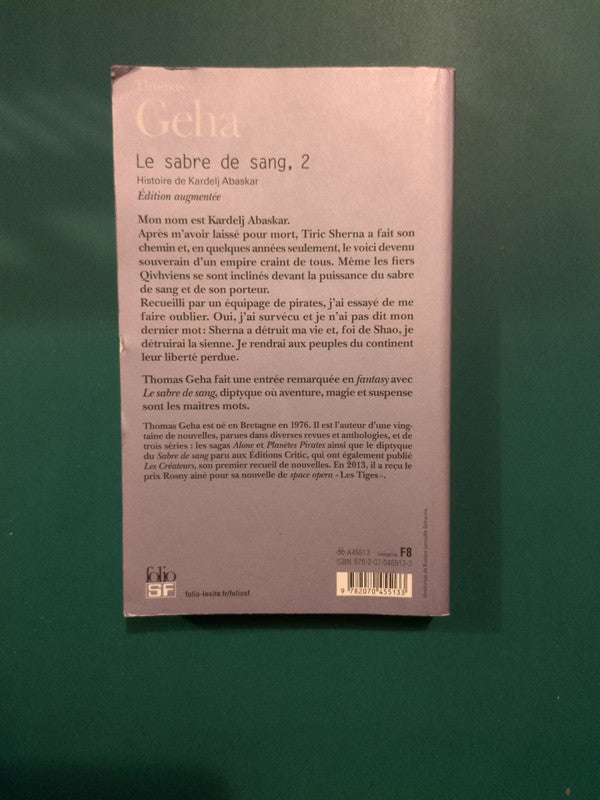 Thomas
Geha
Le sabre de sang, 2
Histoire de Kardelj Abaskar
Édition augmentée
Mon nom est Kardelj Abaskar.
Après m'avoir laissé pour mort, Tiric Sherna a fait son
chemin et, en quelques années seulement, le voici devenu
souverain d'un empire craint de tous. Même les fiers
Qivhviens se sont inclinés devant la puissance du sabre
de sang et de son porteur.
Recueilli par un équipage de pirates, j'ai essayé de me
faire oublier. Oui, j'ai survécu et je n'ai pas dit mon
dernier mot : Sherna a détruit ma vie et, foi de Shao, je
détruirai la sienne. Je rendrai aux peuples du continent
leur liberté perdue.
Thomas Geha fait une entrée remarquée en fantasy avec
Le sabre de sang, diptyque où aventure, magie et suspense
sont les maîtres mots.
Thomas Geha est né en Bretagne en 1976. Il est l'auteur d'une ving-
taine de nouvelles, parues dans diverses revues et anthologies, et de
trois séries : les sagas Alone et Planètes Pirates ainsi que le diptyque
du Sabre de sang paru aux Éditions Critic, qui ont également publié
Les Créateurs, son premier recueil de nouvelles. En 2013, il a reçu le
prix Rosny aîné pour sa nouvelle de space opera « Les Tiges ».
A45513 catégorie F8
ISBN 978-2-07-045513-3
folio
SF
folio-lesite.fr/foliosf
9 782070 455133